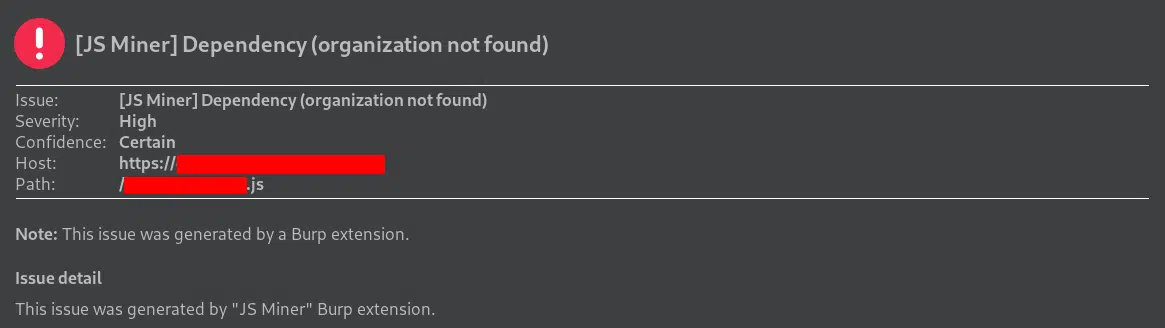 [JS Miner] Dependency (organization not found)
Issue: [JS Miner] Dependency (organization not found)
Severity: High
Confidence: Certain
Host: https://
Path: / .js
Note: This issue was generated by a Burp extension.
Issue detail
This issue was generated by "JS Miner" Burp extension.